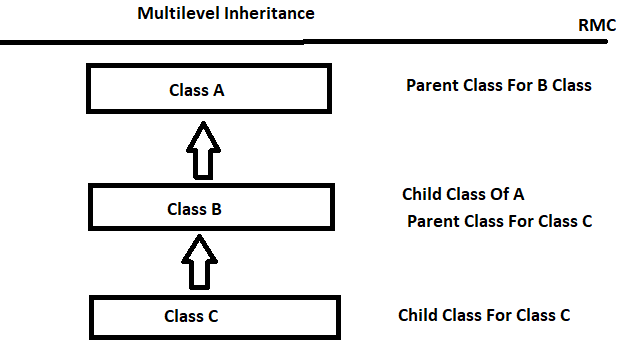 Multilevel Inheritance
RMC
Class A
Parent Class For B Class
Class B
Child Class Of A
Parent Class For Class C
Class C
Child Class For Class C